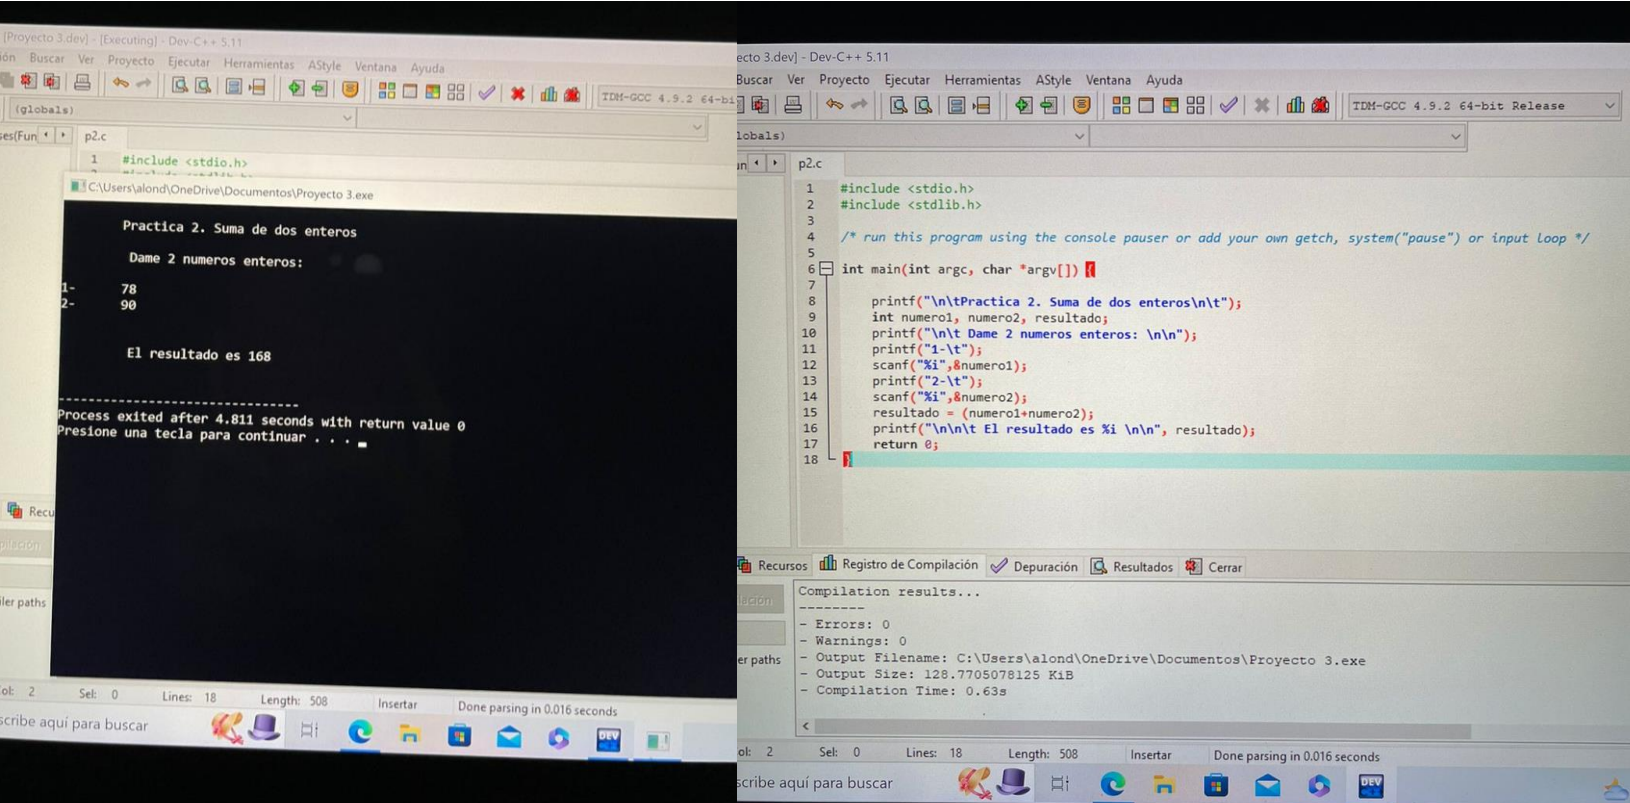 [Proyecto 3.dev] - [Executing] - Dev-C++ 5.11
ión Buscar Ver Proyecto Ejecutar Herramientas AStyle Ventana Ayuda
TDM-GCC 4.9.2 64-bi
(globals)
ses(Fun
p2.c
1 #include <stdio.h>
C:\Users\alond\OneDrive\Documentos\Proyecto 3.exe
Practica 2. Suma de dos enteros
Dame 2 numeros enteros:
1- 78
2- 90
El resultado es 168
--------------------------------
Process exited after 4.811 seconds with return value 0
Presione una tecla para continuar . . .
Recu
pilación
ler paths
ol: 2 Sel: 0 Lines: 18 Length: 508 Insertar Done parsing in 0.016 seconds
scribe aquí para buscar
DEV
ecto 3.dev] - Dev-C++ 5.11
Buscar Ver Proyecto Ejecutar Herramientas AStyle Ventana Ayuda
TDM-GCC 4.9.2 64-bit Release
lobals)
un
p2.c
1 #include <stdio.h>
2 #include <stdlib.h>
3
4 /* run this program using the console pauser or add your own getch, system("pause") or input loop */
5
6 int main(int argc, char *argv[]) {
7
8 printf("\n\tPractica 2. Suma de dos enteros\n\t");
9 int numero1, numero2, resultado;
10 printf("\n\t Dame 2 numeros enteros: \n\n");
11 printf("1-\t");
12 scanf("%i",&numero1);
13 printf("2-\t");
14 scanf("%i",&numero2);
15 resultado = (numero1+numero2);
16 printf("\n\n\t El resultado es %i \n\n", resultado);
17 return 0;
18 }
Recursos Registro de Compilación Depuración Resultados Cerrar
lación
er paths
Compilation results...
--------
- Errors: 0
- Warnings: 0
- Output Filename: C:\Users\alond\OneDrive\Documentos\Proyecto 3.exe
- Output Size: 128.7705078125 KiB
- Compilation Time: 0.63s
ol: 2 Sel: 0 Lines: 18 Length: 508 Insertar Done parsing in 0.016 seconds
scribe aquí para buscar
DEV